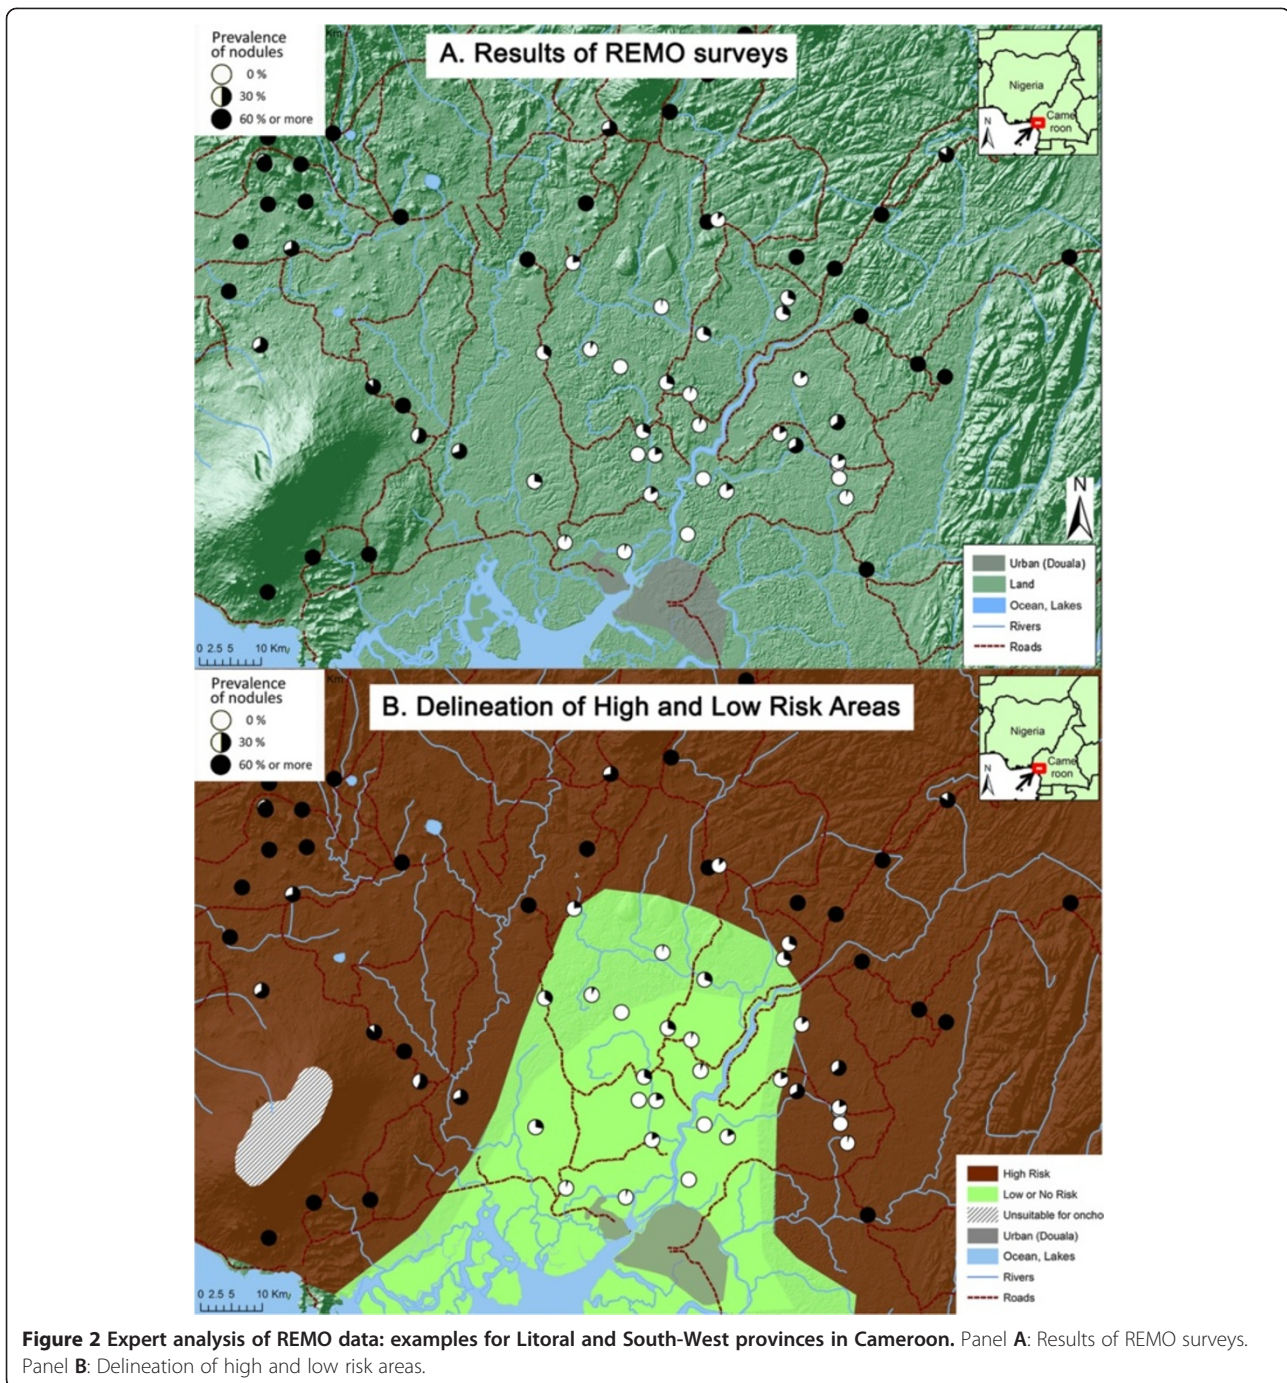 Prevalence
of nodules
0 %
30 %
60 % or more
Km
A. Results of REMO surveys
Nigeria
Came
roon
N
N
Urban (Douala)
Land
Ocean, Lakes
Rivers
Roads
0 2.5 5 10 Km
Prevalence
of nodules
0 %
30 %
60 % or more
Km
B. Delineation of High and Low Risk Areas
Nigeria
Came
roon
N
High Risk
Low or No Risk
Unsuitable for oncho
Urban (Douala)
Ocean, Lakes
Rivers
Roads
0 2.5 5 10 Km
Figure 2 Expert analysis of REMO data: examples for Litoral and South-West provinces in Cameroon. Panel A: Results of REMO surveys.
Panel B: Delineation of high and low risk areas.